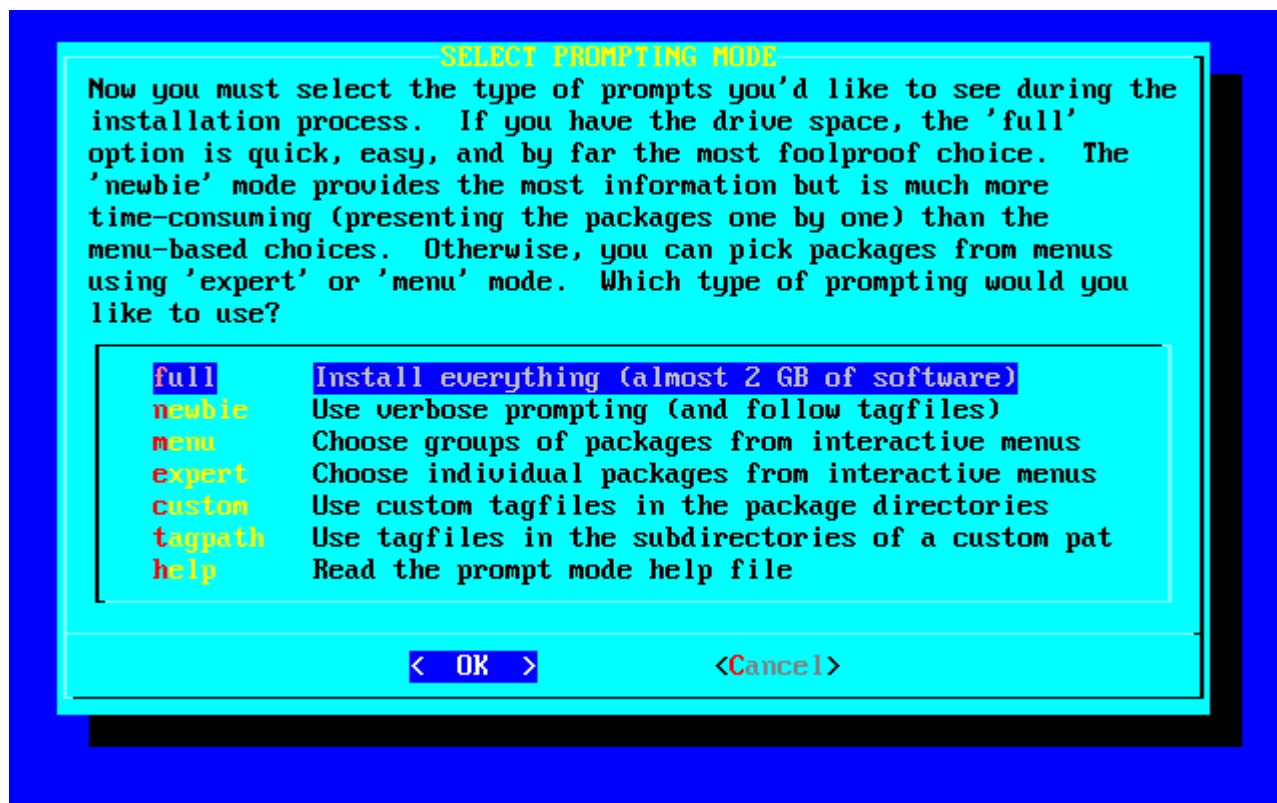 SELECT PROMPTING MODE
Now you must select the type of prompts you'd like to see during the
installation process.  If you have the drive space, the 'full'
option is quick, easy, and by far the most foolproof choice.  The
'newbie' mode provides the most information but is much more
time-consuming (presenting the packages one by one) than the
menu-based choices.  Otherwise, you can pick packages from menus
using 'expert' or 'menu' mode.  Which type of prompting would you
like to use?
full Install everything (almost 2 GB of software)
newbie Use verbose prompting (and follow tagfiles)
menu Choose groups of packages from interactive menus
expert Choose individual packages from interactive menus
custom Use custom tagfiles in the package directories
tagpath Use tagfiles in the subdirectories of a custom pat
help Read the prompt mode help file
< OK > <Cancel>